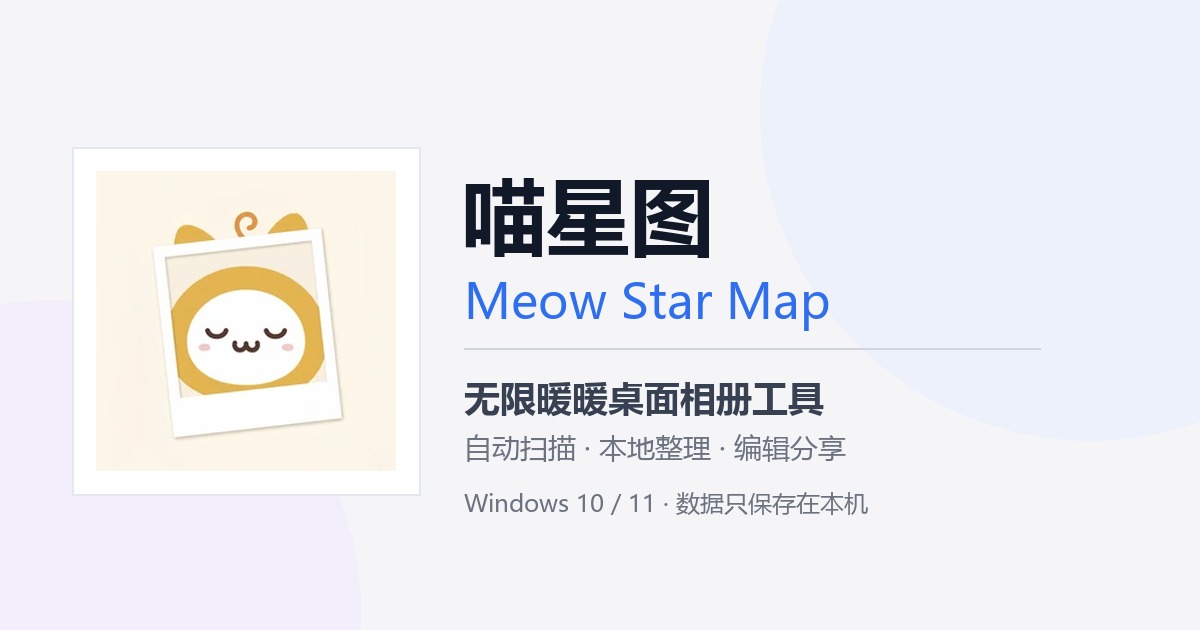 喵星图
Meow Star Map
无限暖暖桌面相册工具
自动扫描 · 本地整理 · 编辑分享
Windows 10 / 11 · 数据只保存在本机